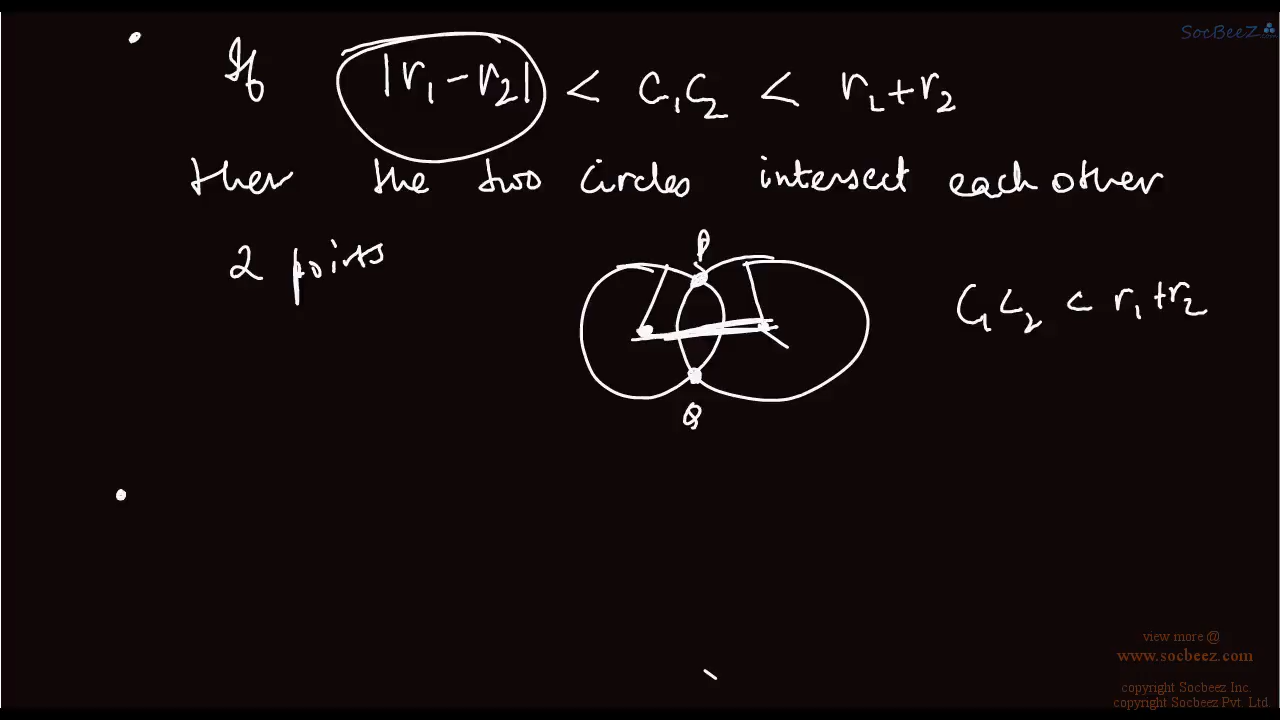 SocBeeZ.com
If |r₁-r₂| < C₁C₂ < r₁+r₂
then the two circles intersect each other
2 points
P
C₁C₂ < r₁+r₂
Q
view more @
www.socbeez.com
copyright Socbeez Inc.
copyright Socbeez Pvt. Ltd.